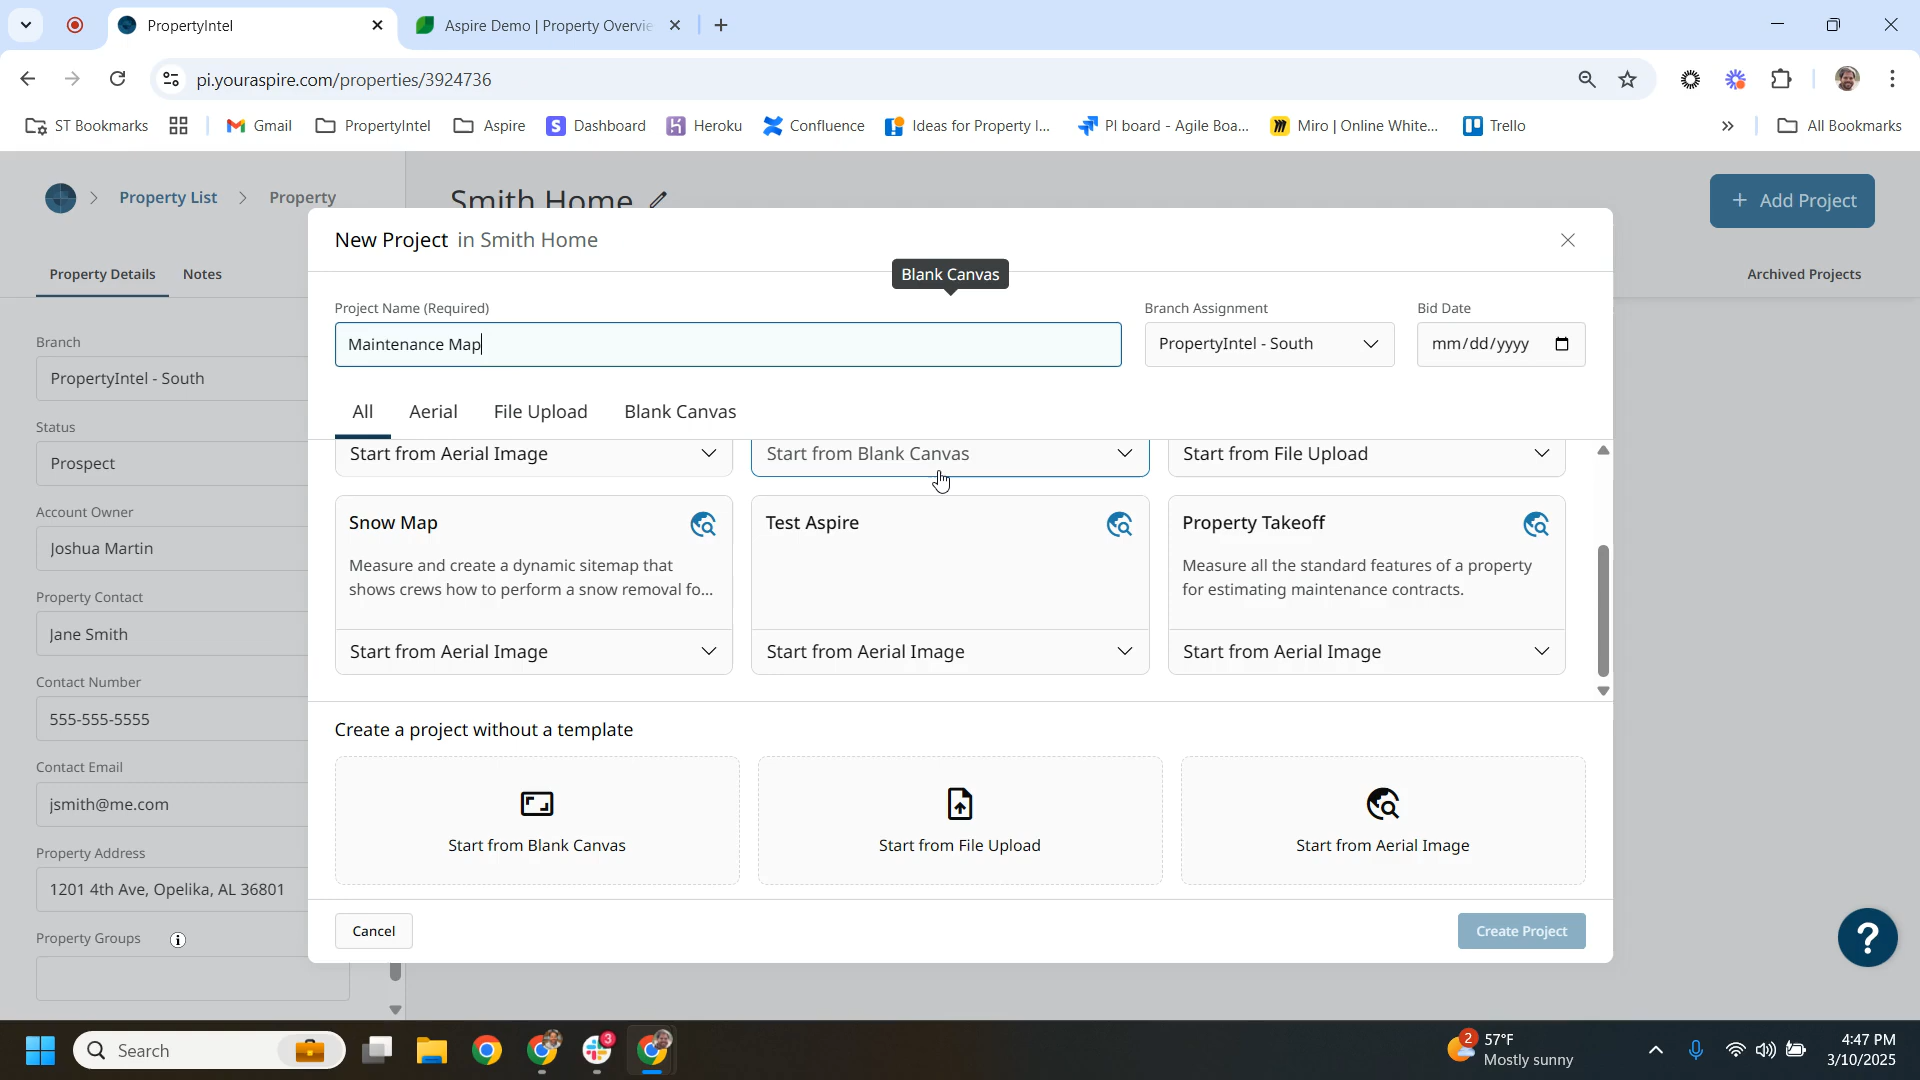 PropertyIntel
Aspire Demo | Property Overvie
pi.youraspire.com/properties/3924736
ST Bookmarks
Gmail
PropertyIntel
Aspire
Dashboard
Heroku
Confluence
Ideas for Property I...
PI board - Agile Boa...
Miro | Online White...
Trello
All Bookmarks
Property List
Property
Smith Home
+ Add Project
Property Details
Notes
Archived Projects
New Project in Smith Home
Blank Canvas
Project Name (Required)
Branch Assignment
Bid Date
Maintenance Map
PropertyIntel - South
mm/dd/yyyy
All
Aerial
File Upload
Blank Canvas
Start from Aerial Image
Start from Blank Canvas
Start from File Upload
Snow Map
Measure and create a dynamic sitemap that
shows crews how to perform a snow removal fo...
Start from Aerial Image
Test Aspire
Start from Aerial Image
Property Takeoff
Measure all the standard features of a property
for estimating maintenance contracts.
Start from Aerial Image
Create a project without a template
Start from Blank Canvas
Start from File Upload
Start from Aerial Image
Cancel
Create Project
Branch
PropertyIntel - South
Status
Prospect
Account Owner
Joshua Martin
Property Contact
Jane Smith
Contact Number
555-555-5555
Contact Email
jsmith@me.com
Property Address
1201 4th Ave, Opelika, AL 36801
Property Groups
i
?
Search
3
2
57°F
Mostly sunny
4:47 PM
3/10/2025